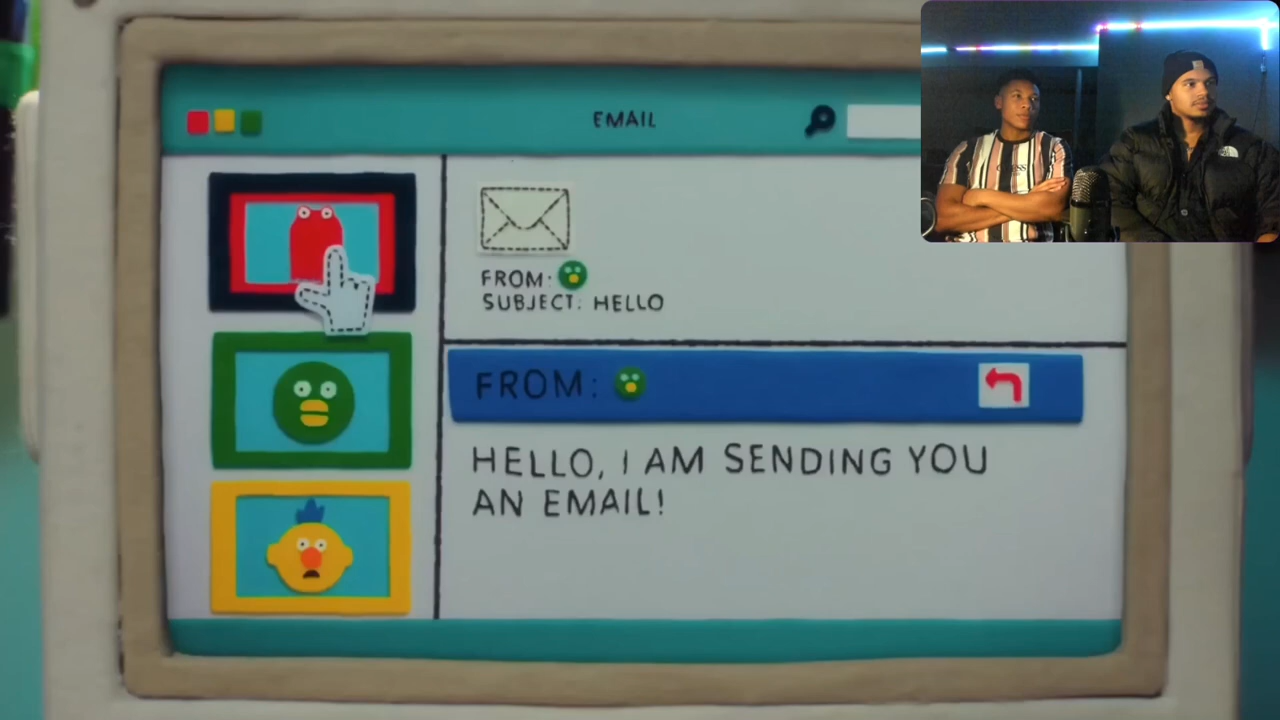 EMAIL
FROM:
SUBJECT: HELLO
FROM:
HELLO, I AM SENDING YOU
AN EMAIL!